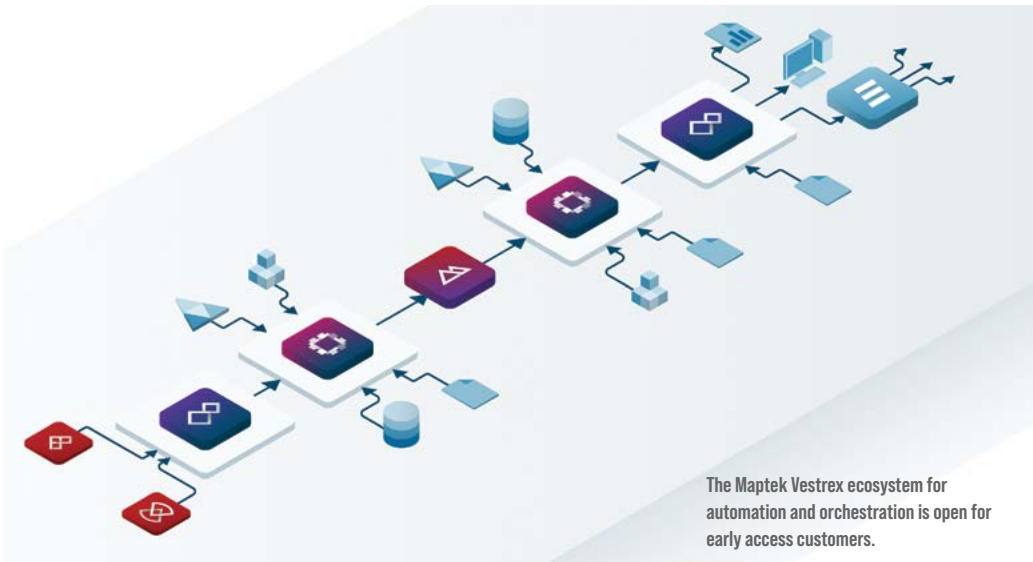 The Maptek Vestrex ecosystem for
automation and orchestration is open for
early access customers.